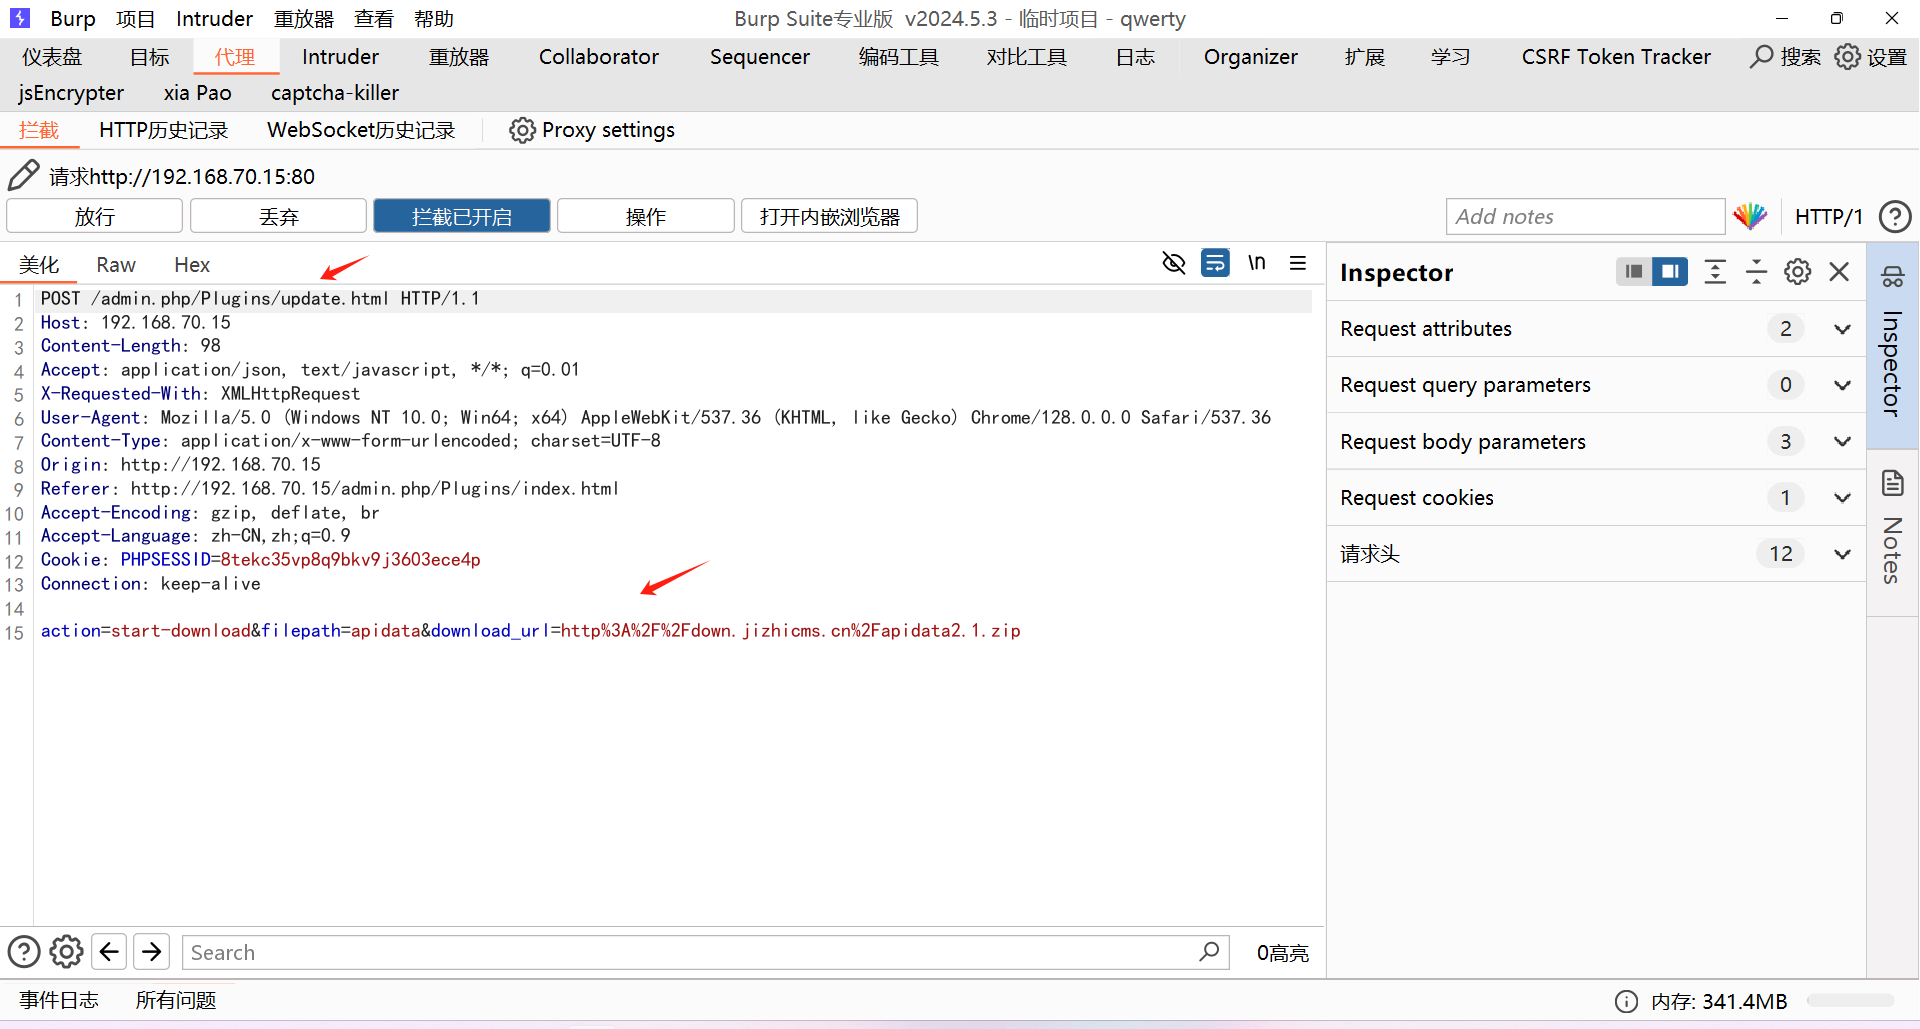 Burp 项目 Intruder 重放器 查看 帮助 Burp Suite专业版 v2024.5.3 - 临时项目 - qwerty
仪表盘 目标 代理 Intruder 重放器 Collaborator Sequencer 编码工具 对比工具 日志 Organizer 扩展 学习 CSRF Token Tracker 搜索 设置
jsEncrypter xia Pao captcha-killer
拦截 HTTP历史记录 WebSocket历史记录 Proxy settings
请求http://192.168.70.15:80
放行 丢弃 拦截已开启 操作 打开内嵌浏览器 Add notes HTTP/1
美化 Raw Hex \n
1 POST /admin.php/Plugins/update.html HTTP/1.1
2 Host: 192.168.70.15
3 Content-Length: 98
4 Accept: application/json, text/javascript, */*; q=0.01
5 X-Requested-With: XMLHttpRequest
6 User-Agent: Mozilla/5.0 (Windows NT 10.0; Win64; x64) AppleWebKit/537.36 (KHTML, like Gecko) Chrome/128.0.0.0 Safari/537.36
7 Content-Type: application/x-www-form-urlencoded; charset=UTF-8
8 Origin: http://192.168.70.15
9 Referer: http://192.168.70.15/admin.php/Plugins/index.html
10 Accept-Encoding: gzip, deflate, br
11 Accept-Language: zh-CN,zh;q=0.9
12 Cookie: PHPSESSID=8tekc35vp8q9bkv9j3603ece4p
13 Connection: keep-alive
14
15 action=start-download&filepath=apidata&download_url=http%3A%2F%2Fdown.jizhicms.cn%2Fapidata2.1.zip
Inspector
Request attributes 2
Request query parameters 0
Request body parameters 3
Request cookies 1
请求头 12
Inspector
Notes
Search 0高亮
事件日志 所有问题 内存: 341.4MB